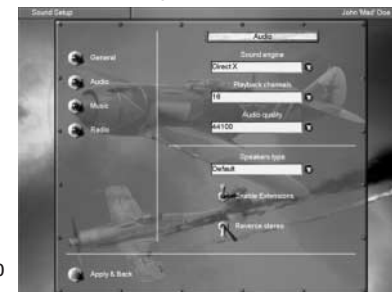 Sound Setup
John 'Mad' Doe
General
Audio
Music
Radio
Audio
Sound engine
Direct X
Playback channels
16
Audio quality
44100
Speakers type
Default
Enable Extensions
Reverse stereo
Apply & Back